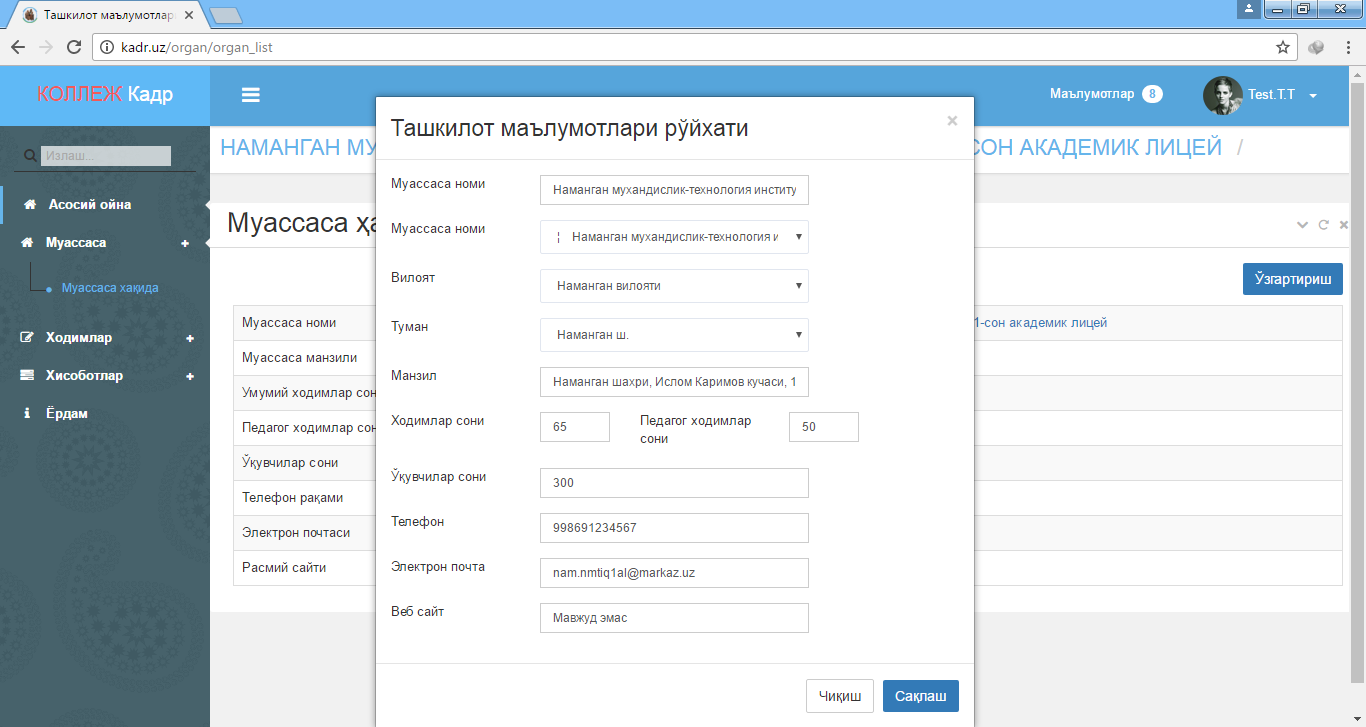 Ташкилот маълумотлар
kadr.uz/organ/organ_list
КОЛЛЕЖ Кадр
Маълумотлар 8
Test.T.T
Излаш...
Асосий ойна
Муассаса +
Муассаса хақида
Ходимлар +
Хисоботлар +
Ёрдам
НАМАНГАН МУ
СОН АКАДЕМИК ЛИЦЕЙ /
Муассаса ҳа
Ўзгартириш
Муассаса номи
1-сон академик лицей
Муассаса манзили
Умумий ходимлар сон
Педагог ходимлар сон
Ўқувчилар сони
Телефон рақами
Электрон почтаси
Расмий сайти
Ташкилот маълумотлари рўйхати
Муассаса номи
Наманган мухандислик-технология институ
Муассаса номи
¦ Наманган мухандислик-технология и
Вилоят
Наманган вилояти
Туман
Наманган ш.
Манзил
Наманган шахри, Ислом Каримов кучаси, 1
Ходимлар сони
65
Педагог ходимлар
сони
50
Ўқувчилар сони
300
Телефон
998691234567
Электрон почта
nam.nmtiq1al@markaz.uz
Веб сайт
Мавжуд эмас
Чиқиш
Сақлаш